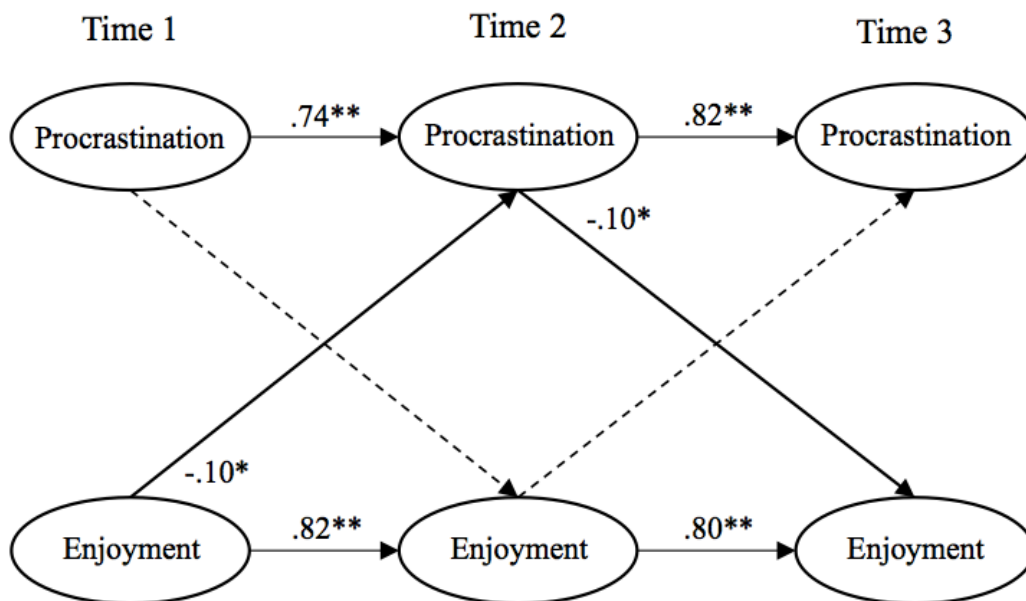 Time 1
Time 2
Time 3
Procrastination
.74**
Procrastination
.82**
Procrastination
-.10*
-.10*
Enjoyment
.82**
Enjoyment
.80**
Enjoyment